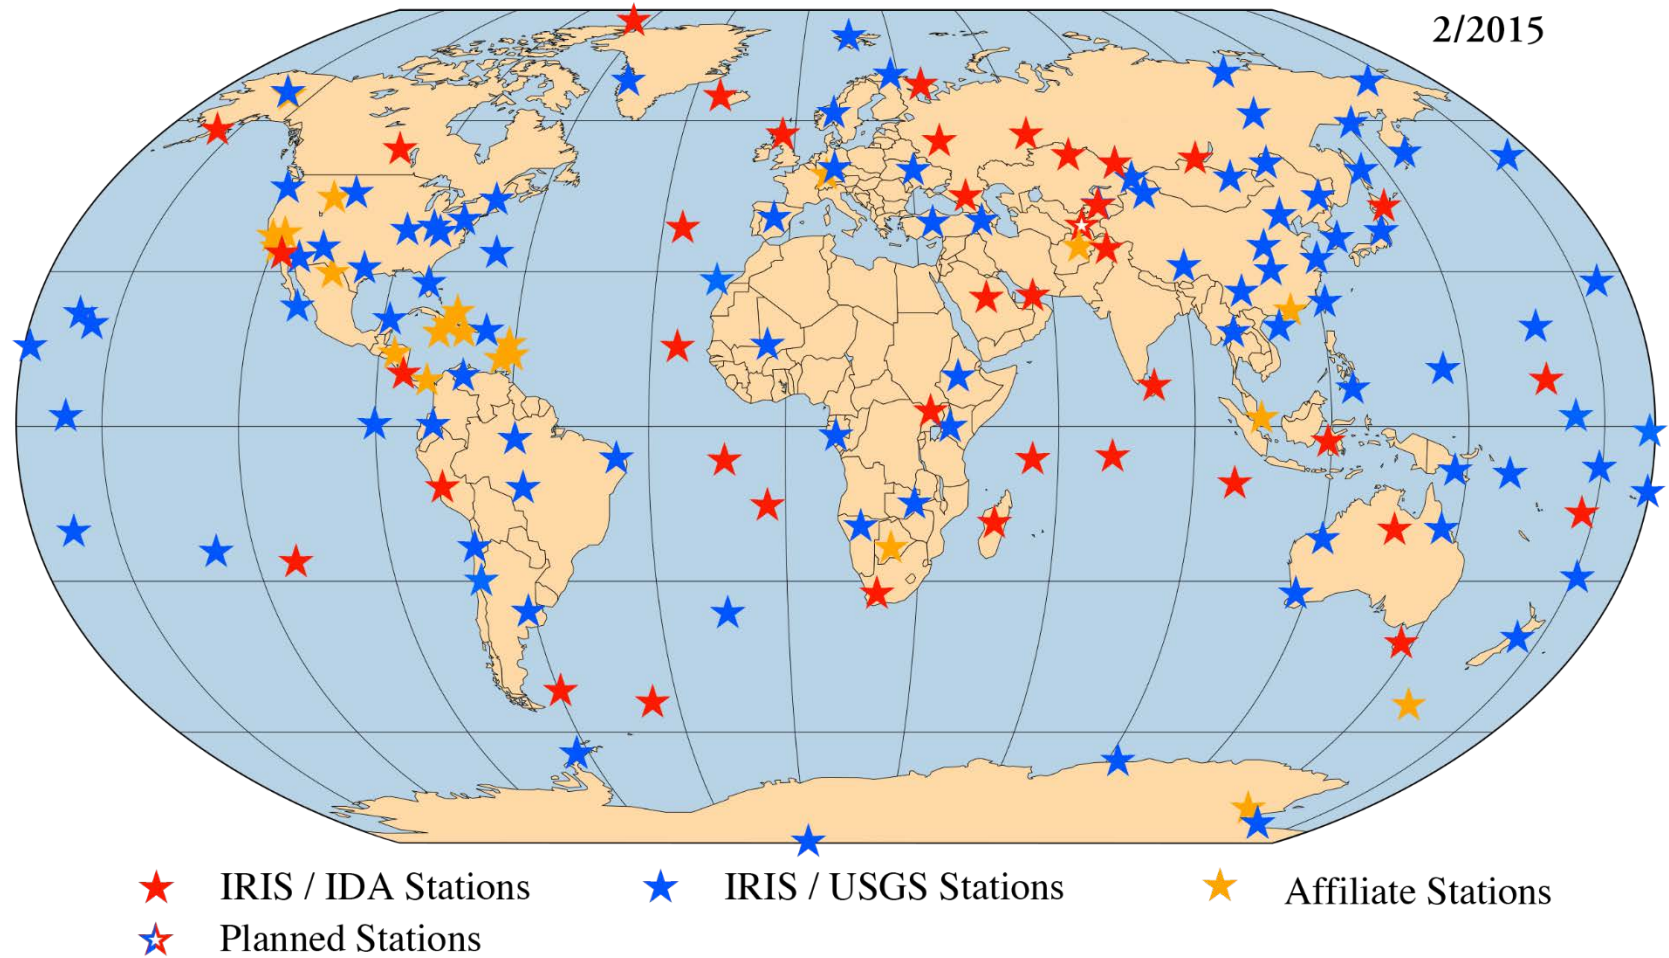 2/2015
IRIS / IDA Stations
IRIS / USGS Stations
Affiliate Stations
Planned Stations